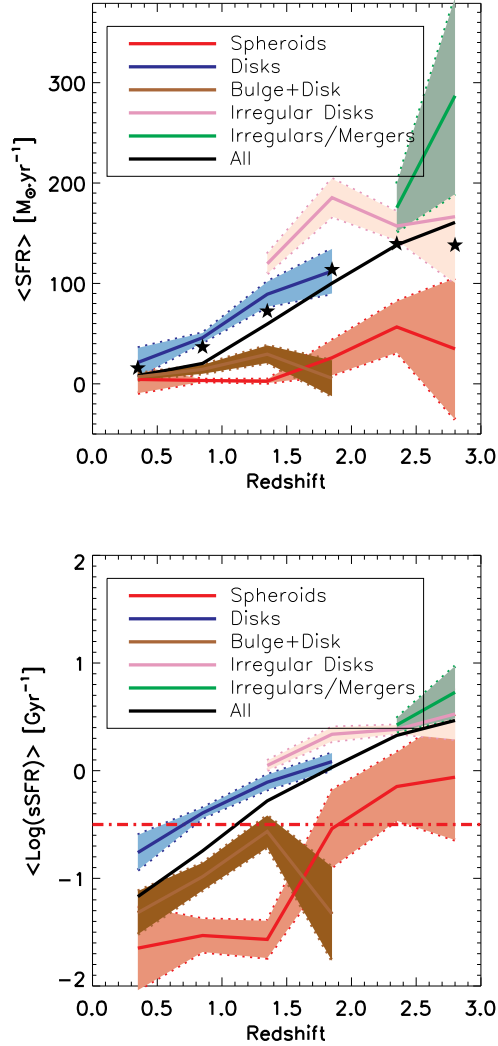 <SFR> [M☉.yr⁻¹]
300
200
100
0
Spheroids
Disks
Bulge+Disk
Irregular Disks
Irregulars/Mergers
All
0.0 0.5 1.0 1.5 2.0 2.5 3.0
Redshift
<Log(sSFR)> [Gyr⁻¹]
2
1
0
−1
−2
Spheroids
Disks
Bulge+Disk
Irregular Disks
Irregulars/Mergers
All
0.0 0.5 1.0 1.5 2.0 2.5 3.0
Redshift